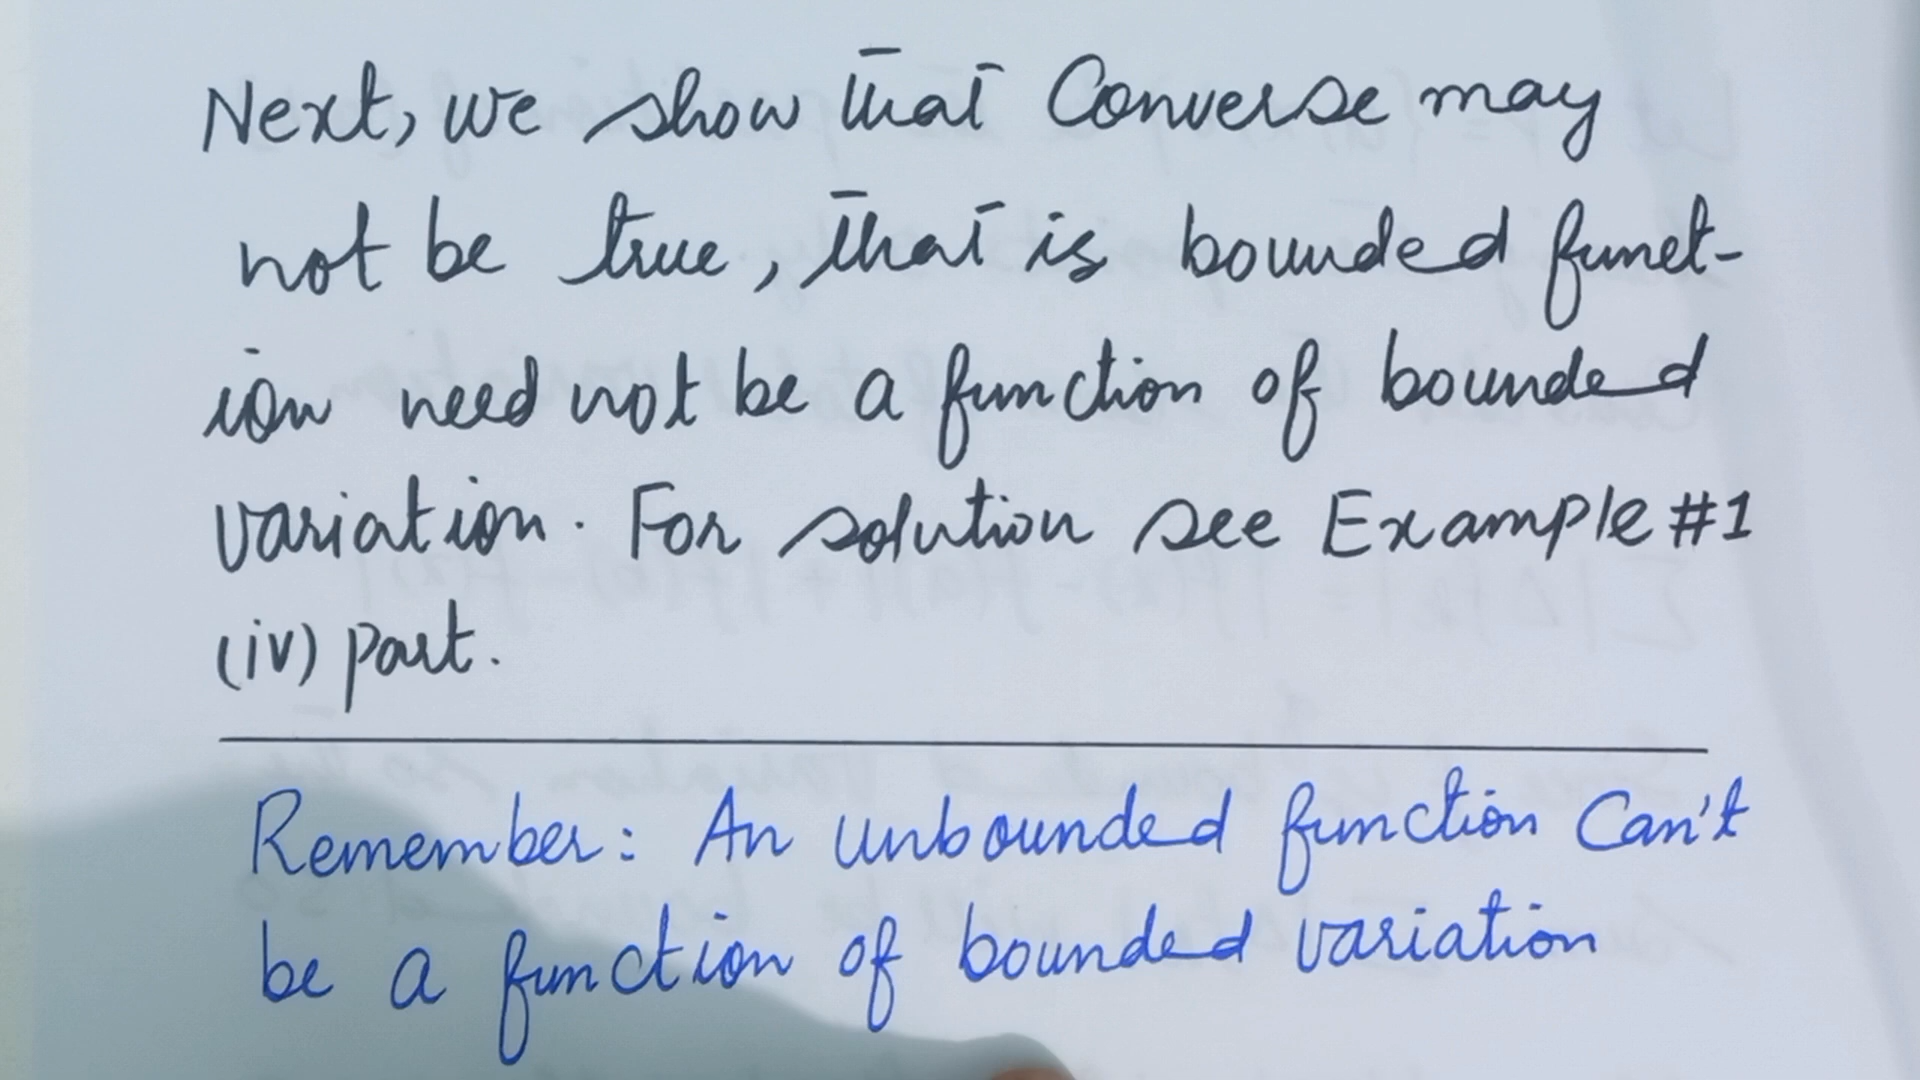 Next, we show that Converse may
not be true, that is bounded funct-
ion need not be a function of bounded
variation. For solution see Example #1
(iv) part.
Remember: An unbounded function Can't
be a function of bounded variation